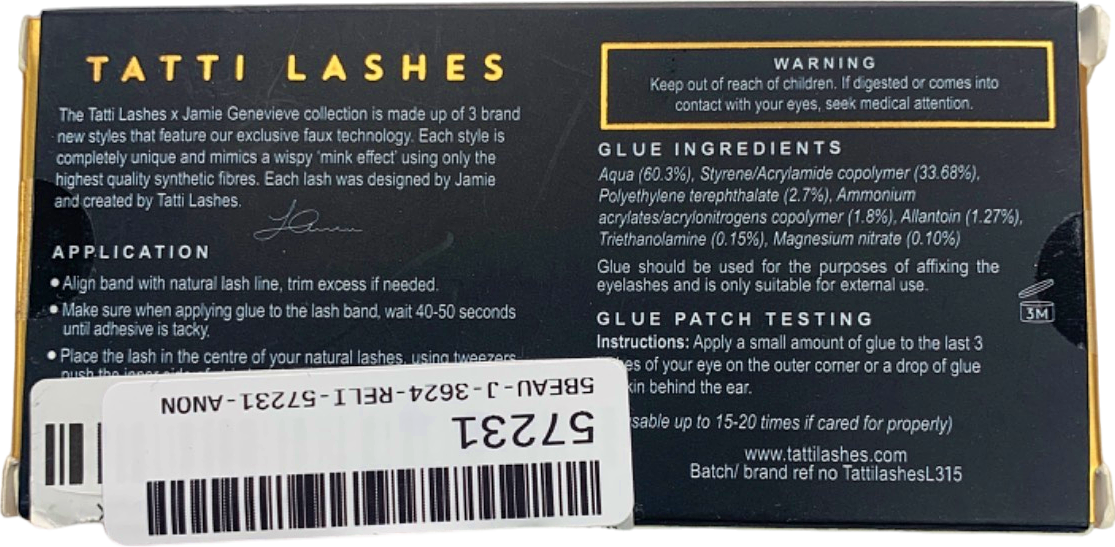 TATTI LASHES
The Tatti Lashes x Jamie Genevieve collection is made up of 3 brand
new styles that feature our exclusive faux technology. Each style is
completely unique and mimics a wispy 'mink effect' using only the
highest quality synthetic fibres. Each lash was designed by Jamie
and created by Tatti Lashes.
APPLICATION
• Align band with natural lash line, trim excess if needed.
• Make sure when applying glue to the lash band, wait 40-50 seconds
until adhesive is tacky.
• Place the lash in the centre of your natural lashes, using tweezers
push the inner side of
5BEAU-J-3624-RELI-57231-ANON
57231
WARNING
Keep out of reach of children. If digested or comes into
contact with your eyes, seek medical attention.
GLUE INGREDIENTS
Aqua (60.3%), Styrene/Acrylamide copolymer (33.68%),
Polyethylene terephthalate (2.7%), Ammonium
acrylates/acrylonitrogens copolymer (1.8%), Allantoin (1.27%),
Triethanolamine (0.15%), Magnesium nitrate (0.10%)
Glue should be used for the purposes of affixing the
eyelashes and is only suitable for external use.
3M
GLUE PATCH TESTING
Instructions: Apply a small amount of glue to the last 3
of your eye on the outer corner or a drop of glue
behind the ear.
up to 15-20 times if cared for properly)
www.tattilashes.com
Batch/ brand ref no TattilashesL315